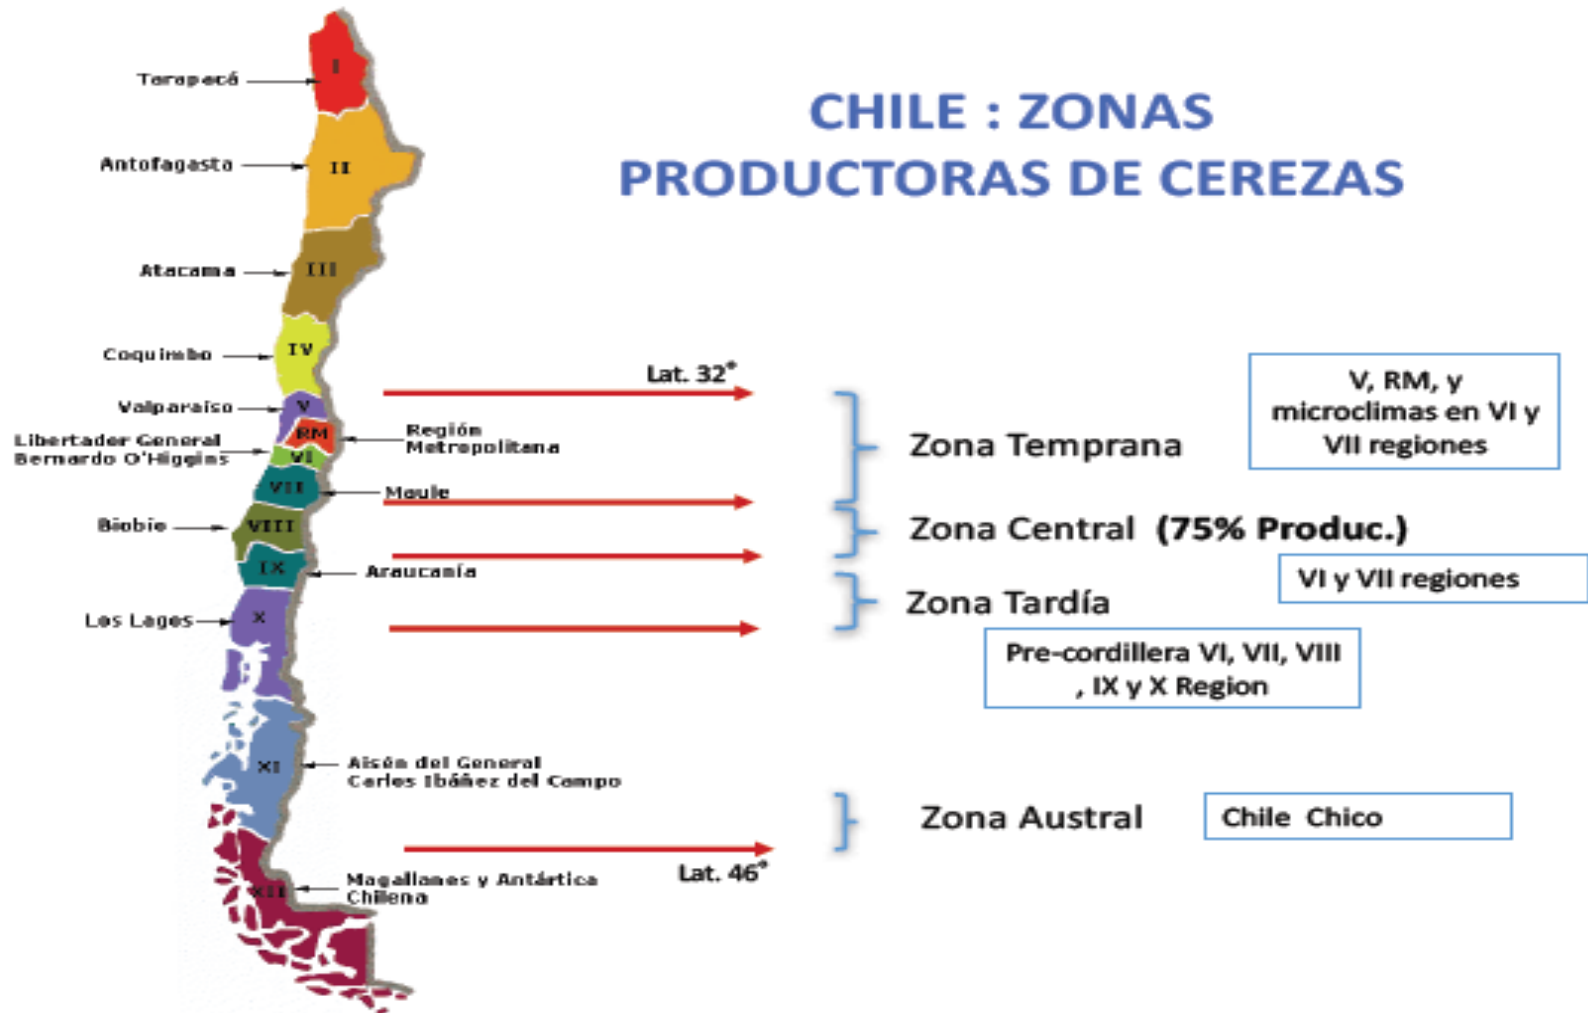 CHILE : ZONAS
PRODUCTORAS DE CEREZAS
I
Tarapacá
II
Antofagasta
III
Atacama
IV
Coquimbo
Lat. 32°
V, RM, y
microclimas en VI y
VII regiones
V
Valparaíso
RM
Región
Metropolitana
Zona Temprana
Libertador General
Bernardo O'Higgins
VI
VII
Maule
VIII
Biobio
Zona Central (75% Produc.)
VI y VII regiones
IX
Araucanía
Zona Tardía
X
Los Lagos
Pre-cordillera VI, VII, VIII
, IX y X Region
XI
Aisén del General
Carlos Ibáñez del Campo
Zona Austral
Chile Chico
Lat. 46°
XII
Magallanes y Antártica
Chilena